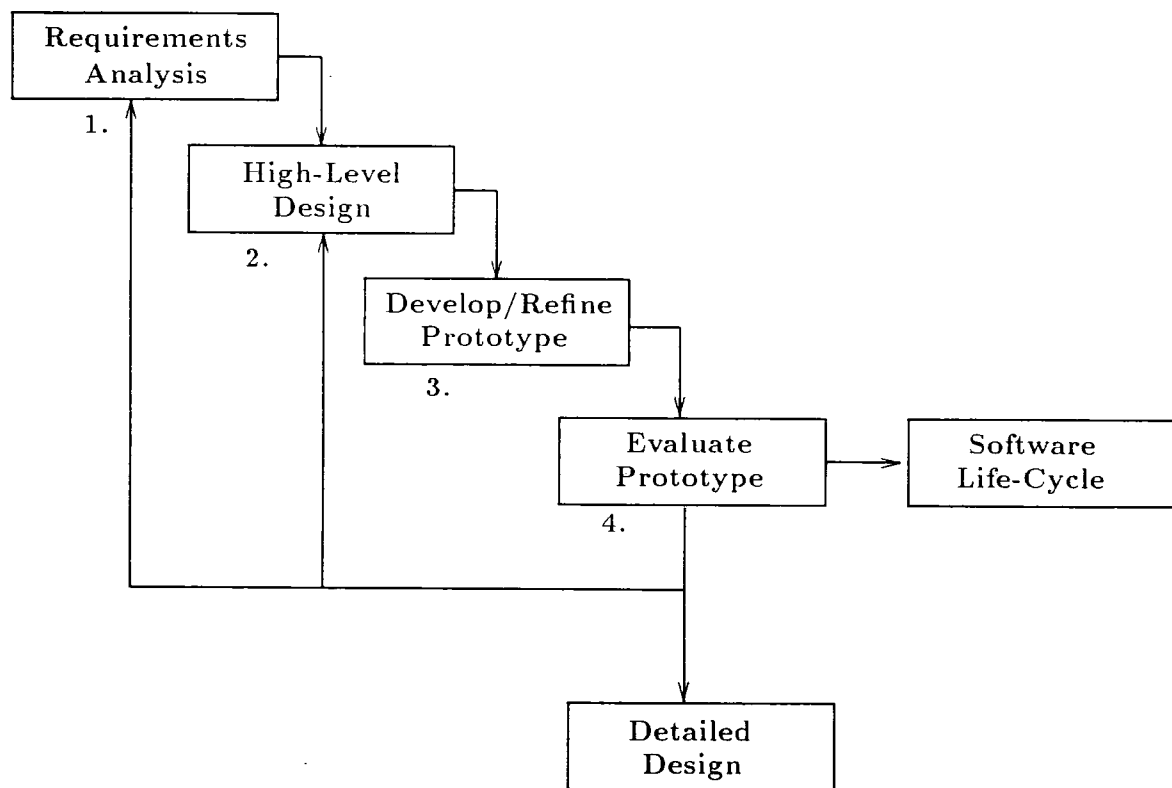 Requirements
Analysis
1.
High-Level
Design
2.
Develop/Refine
Prototype
3.
Evaluate
Prototype
4.
Software
Life-Cycle
Detailed
Design